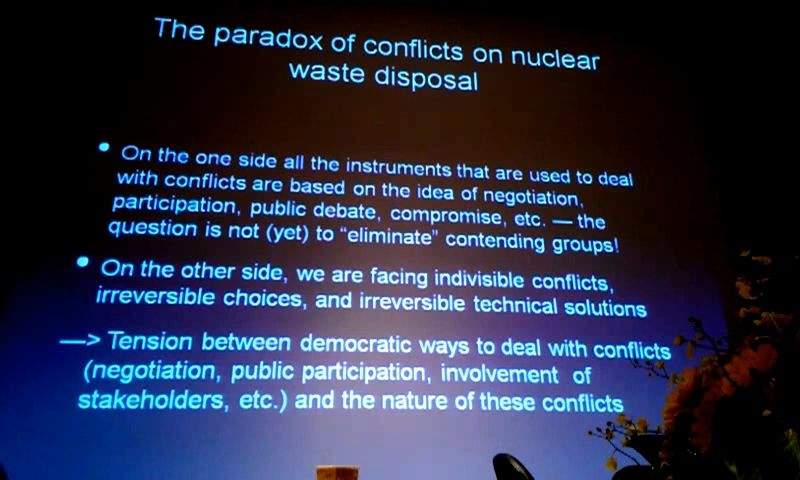 The paradox of conflicts on nuclear
waste disposal
• On the one side all the instruments that are used to deal
with conflicts are based on the idea of negotiation,
participation, public debate, compromise, etc. — the
question is not (yet) to “eliminate” contending groups!
• On the other side, we are facing indivisible conflicts,
irreversible choices, and irreversible technical solutions
—> Tension between democratic ways to deal with conflicts
(negotiation, public participation, involvement of
stakeholders, etc.) and the nature of these conflicts